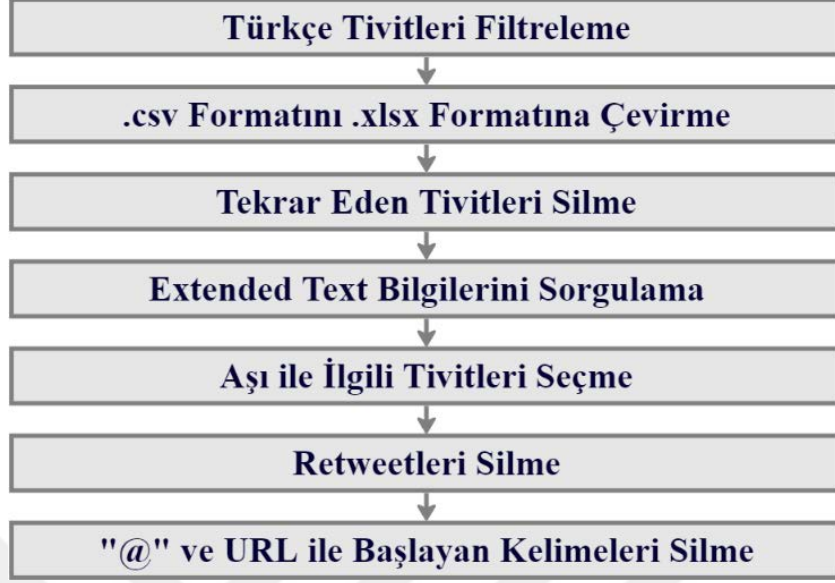 Türkçe Tivitleri Filtreleme
.csv Formatını .xlsx Formatına Çevirme
Tekrar Eden Tivitleri Silme
Extended Text Bilgilerini Sorgulama
Aşı ile İlgili Tivitleri Seçme
Retweetleri Silme
"@" ve URL ile Başlayan Kelimeleri Silme